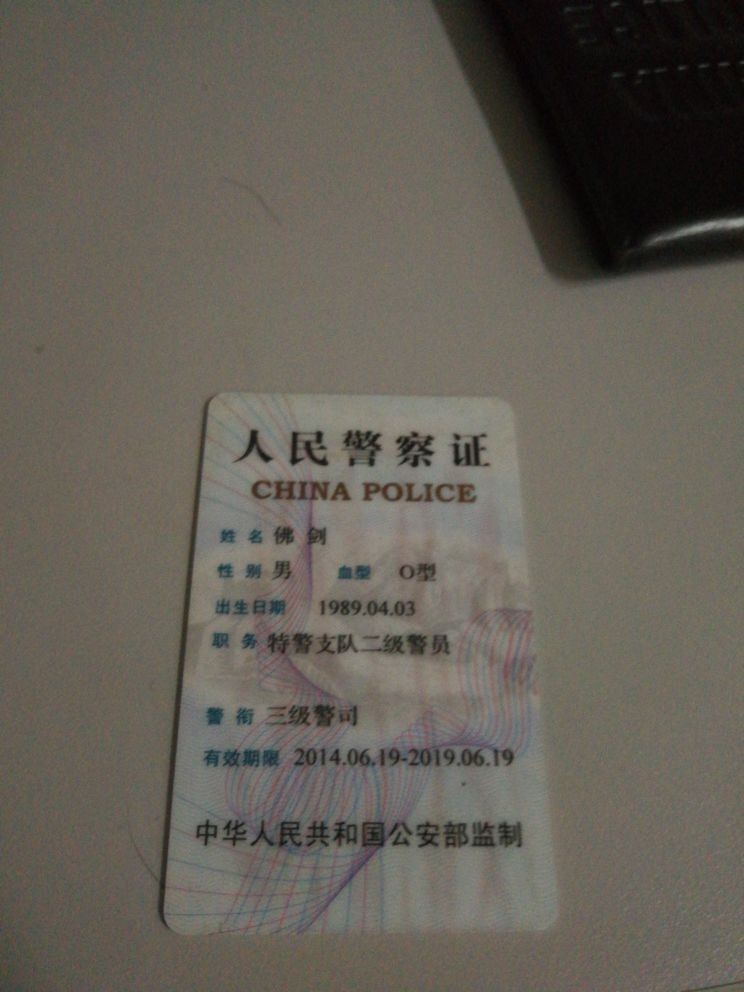 人民警察证
CHINA POLICE
姓名 佛剑
性别 男 血型 O型
出生日期 1989.04.03
职务 特警支队二级警员
警衔 三级警司
有效期限 2014.06.19-2019.06.19
中华人民共和国公安部监制